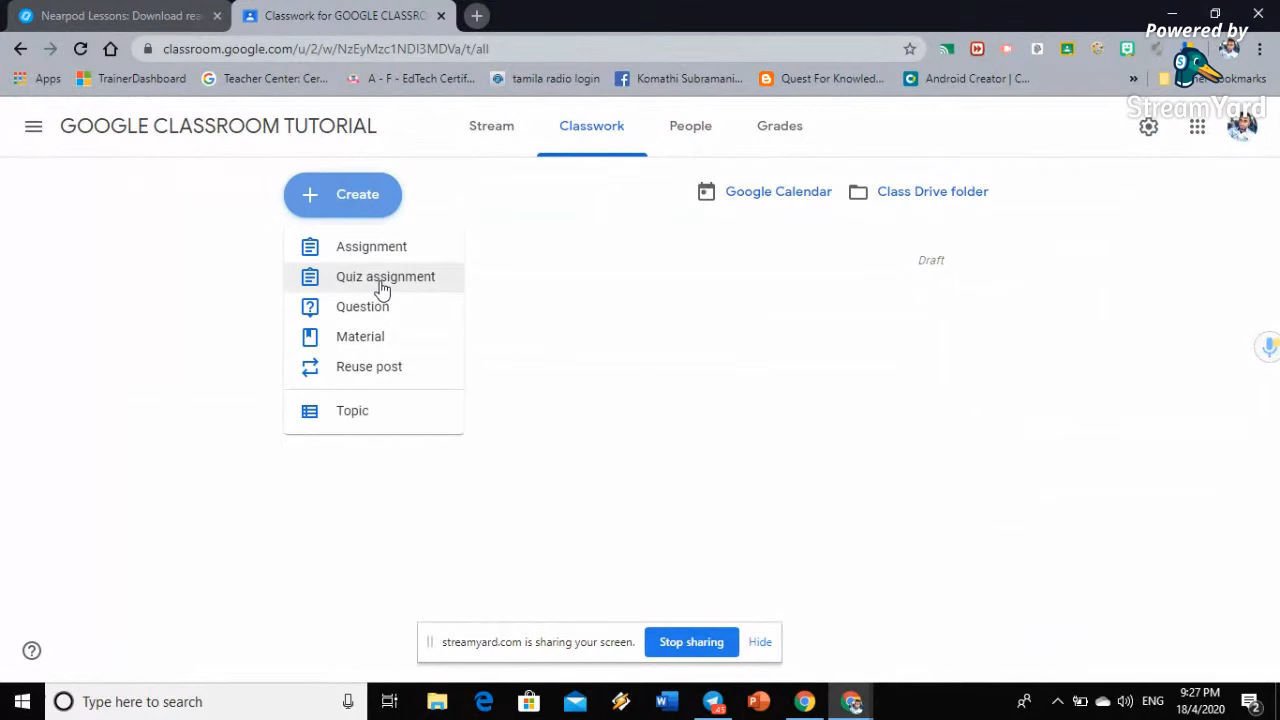 Nearpod Lessons: Download rea
Classwork for GOOGLE CLASSRO
Powered by
classroom.google.com/u/2/w/NzEyMzc1NDI3MDVa/t/all
Apps
TrainerDashboard
Teacher Center: Cer...
A - F - EdTech Certif...
tamila radio login
Komathi Subramani...
Quest For Knowled...
Android Creator | C...
»
StreamYard
GOOGLE CLASSROOM TUTORIAL
Stream
Classwork
People
Grades
Create
Google Calendar
Class Drive folder
Assignment
Draft
Quiz assignment
Question
Material
Reuse post
Topic
streamyard.com is sharing your screen.
Stop sharing
Hide
Type here to search
45
ENG
9:27 PM
18/4/2020
2